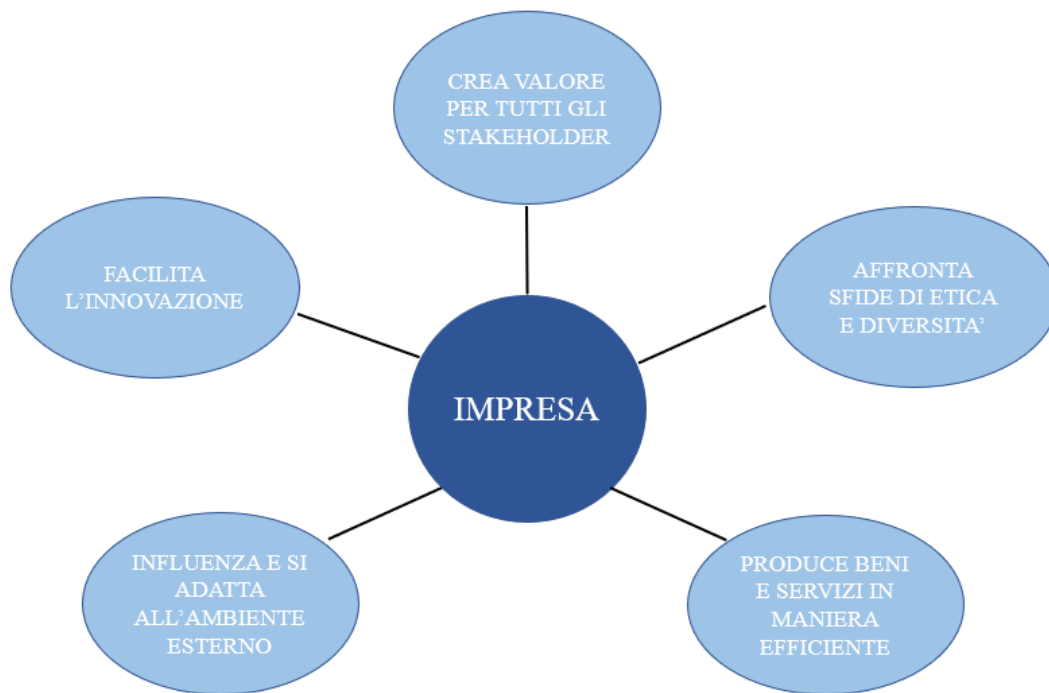 CREA VALORE
PER TUTTI GLI
STAKEHOLDER
FACILITA
L’INNOVAZIONE
AFFRONTA
SFIDE DI ETICA
E DIVERSITA’
IMPRESA
INFLUENZA E SI
ADATTA
ALL’AMBIENTE
ESTERNO
PRODUCE BENI
E SERVIZI IN
MANIERA
EFFICIENTE